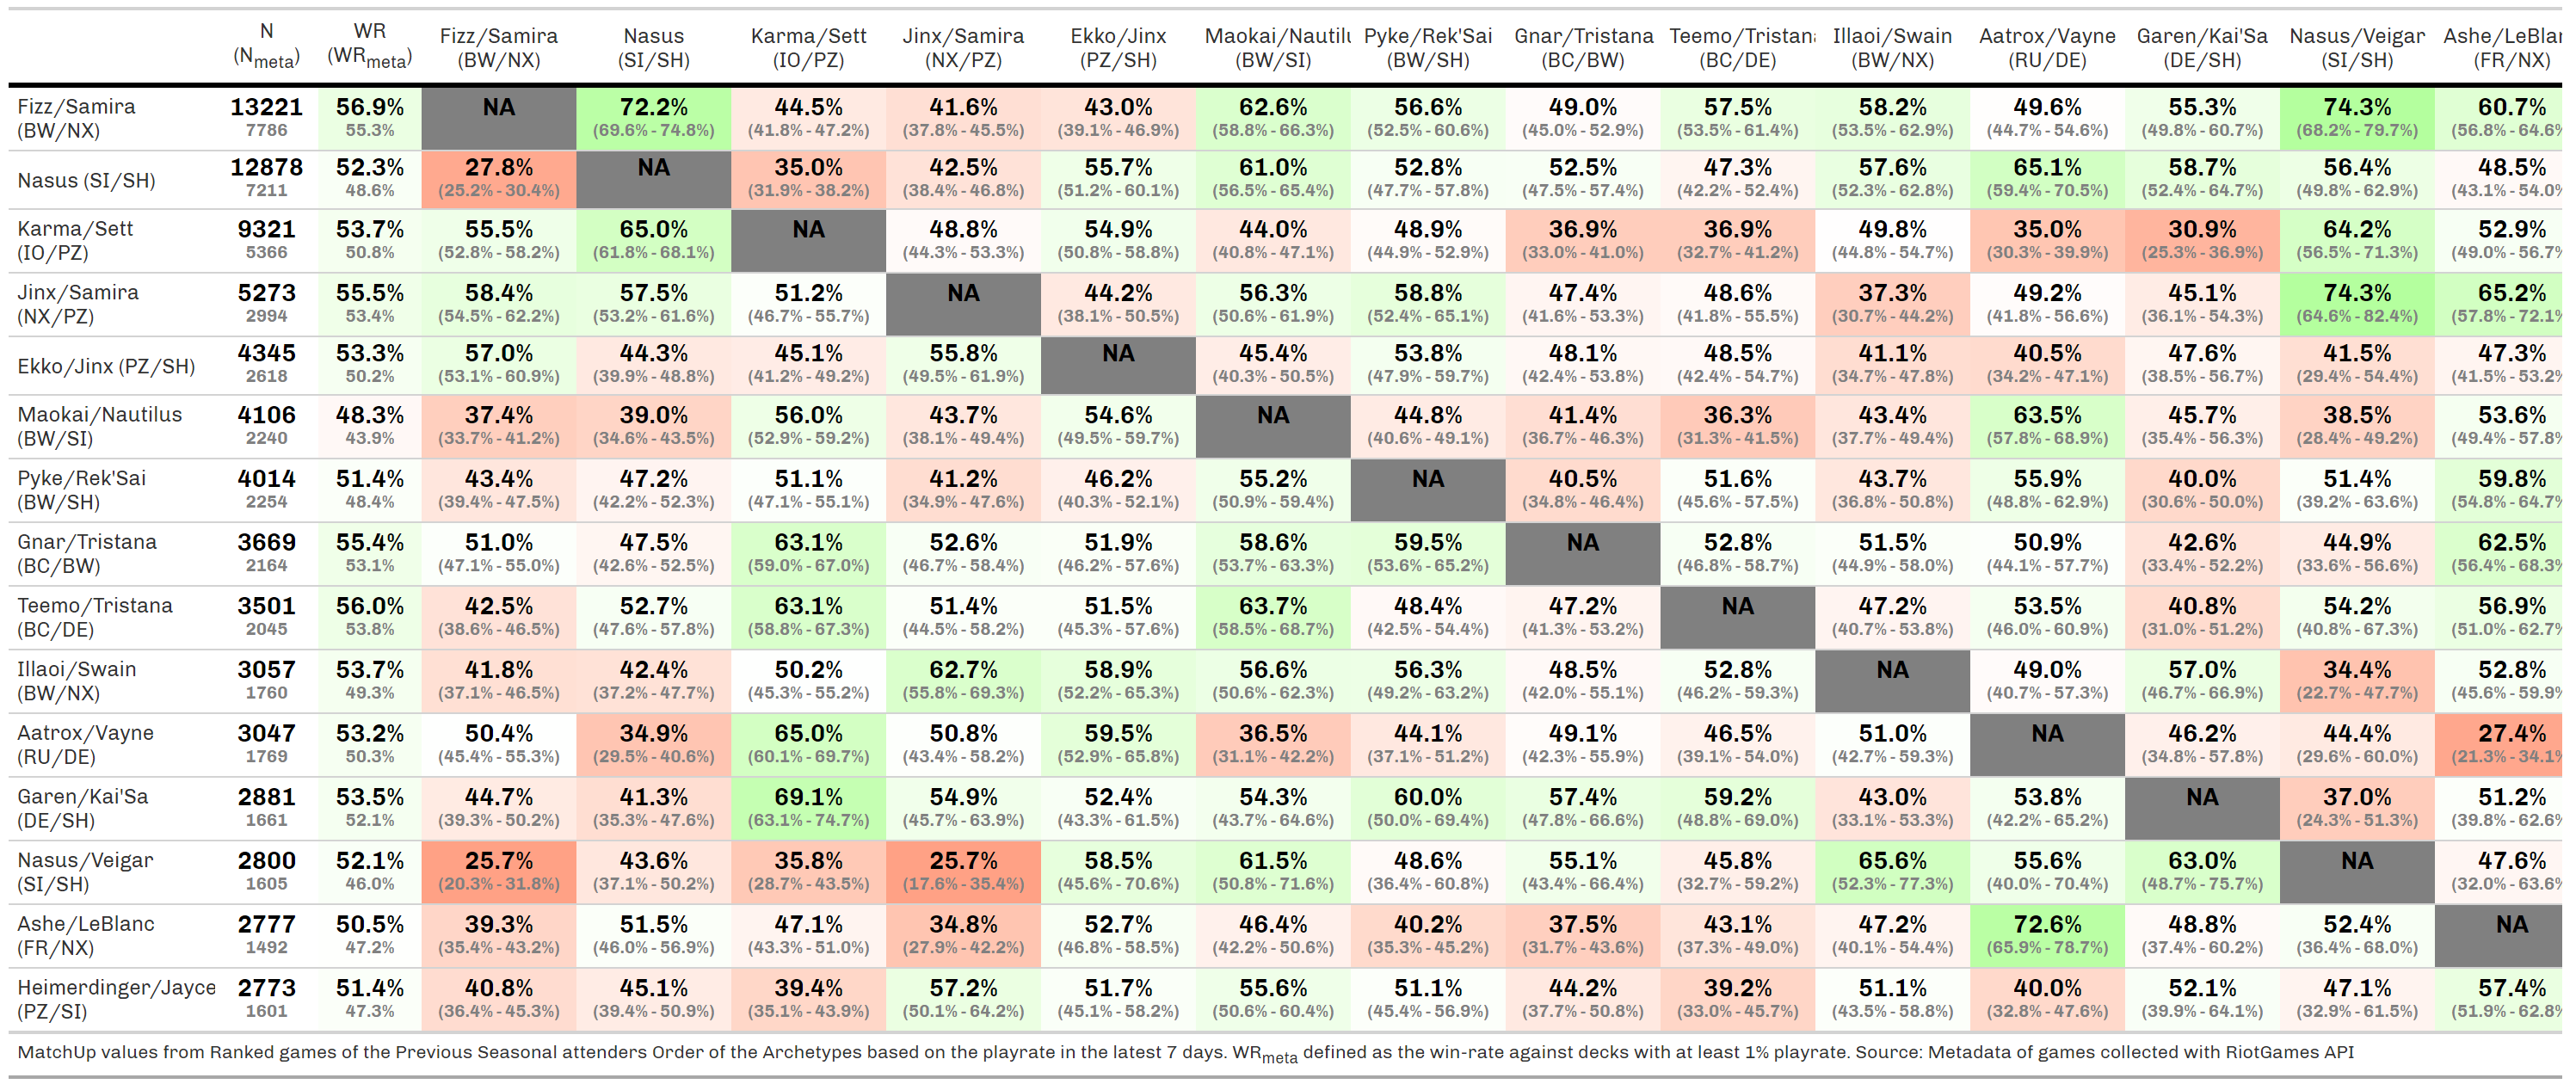 N WR Fizz/Samira Nasus Karma/Sett Jinx/Samira Ekko/Jinx Maokai/Nautilu Pyke/Rek'Sai Gnar/Tristana Teemo/Tristana Illaoi/Swain Aatrox/Vayne Garen/Kai'Sa Nasus/Veigar Ashe/LeBlan
(Nmeta) (WRmeta) (BW/NX) (SI/SH) (IO/PZ) (NX/PZ) (PZ/SH) (BW/SI) (BW/SH) (BC/BW) (BC/DE) (BW/NX) (RU/DE) (DE/SH) (SI/SH) (FR/NX)
Fizz/Samira 13221 56.9% NA 72.2% 44.5% 41.6% 43.0% 62.6% 56.6% 49.0% 57.5% 58.2% 49.6% 55.3% 74.3% 60.7%
(BW/NX) 7786 55.3% (69.6% - 74.8%) (41.8% - 47.2%) (37.8% - 45.5%) (39.1% - 46.9%) (58.8% - 66.3%) (52.5% - 60.6%) (45.0% - 52.9%) (53.5% - 61.4%) (53.5% - 62.9%) (44.7% - 54.6%) (49.8% - 60.7%) (68.2% - 79.7%) (56.8% - 64.6%
Nasus (SI/SH) 12878 52.3% 27.8% NA 35.0% 42.5% 55.7% 61.0% 52.8% 52.5% 47.3% 57.6% 65.1% 58.7% 56.4% 48.5%
7211 48.6% (25.2% - 30.4%) (31.9% - 38.2%) (38.4% - 46.8%) (51.2% - 60.1%) (56.5% - 65.4%) (47.7% - 57.8%) (47.5% - 57.4%) (42.2% - 52.4%) (52.3% - 62.8%) (59.4% - 70.5%) (52.4% - 64.7%) (49.8% - 62.9%) (43.1% - 54.0%
Karma/Sett 9321 53.7% 55.5% 65.0% NA 48.8% 54.9% 44.0% 48.9% 36.9% 36.9% 49.8% 35.0% 30.9% 64.2% 52.9%
(IO/PZ) 5366 50.8% (52.8% - 58.2%) (61.8% - 68.1%) (44.3% - 53.3%) (50.8% - 58.8%) (40.8% - 47.1%) (44.9% - 52.9%) (33.0% - 41.0%) (32.7% - 41.2%) (44.8% - 54.7%) (30.3% - 39.9%) (25.3% - 36.9%) (56.5% - 71.3%) (49.0% - 56.7%
Jinx/Samira 5273 55.5% 58.4% 57.5% 51.2% NA 44.2% 56.3% 58.8% 47.4% 48.6% 37.3% 49.2% 45.1% 74.3% 65.2%
(NX/PZ) 2994 53.4% (54.5% - 62.2%) (53.2% - 61.6%) (46.7% - 55.7%) (38.1% - 50.5%) (50.6% - 61.9%) (52.4% - 65.1%) (41.6% - 53.3%) (41.8% - 55.5%) (30.7% - 44.2%) (41.8% - 56.6%) (36.1% - 54.3%) (64.6% - 82.4%) (57.8% - 72.1%
Ekko/Jinx (PZ/SH) 4345 53.3% 57.0% 44.3% 45.1% 55.8% NA 45.4% 53.8% 48.1% 48.5% 41.1% 40.5% 47.6% 41.5% 47.3%
2618 50.2% (53.1% - 60.9%) (39.9% - 48.8%) (41.2% - 49.2%) (49.5% - 61.9%) (40.3% - 50.5%) (47.9% - 59.7%) (42.4% - 53.8%) (42.4% - 54.7%) (34.7% - 47.8%) (34.2% - 47.1%) (38.5% - 56.7%) (29.4% - 54.4%) (41.5% - 53.2%
Maokai/Nautilus 4106 48.3% 37.4% 39.0% 56.0% 43.7% 54.6% NA 44.8% 41.4% 36.3% 43.4% 63.5% 45.7% 38.5% 53.6%
(BW/SI) 2240 43.9% (33.7% - 41.2%) (34.6% - 43.5%) (52.9% - 59.2%) (38.1% - 49.4%) (49.5% - 59.7%) (40.6% - 49.1%) (36.7% - 46.3%) (31.3% - 41.5%) (37.7% - 49.4%) (57.8% - 68.9%) (35.4% - 56.3%) (28.4% - 49.2%) (49.4% - 57.8%
Pyke/Rek'Sai 4014 51.4% 43.4% 47.2% 51.1% 41.2% 46.2% 55.2% NA 40.5% 51.6% 43.7% 55.9% 40.0% 51.4% 59.8%
(BW/SH) 2254 48.4% (39.4% - 47.5%) (42.2% - 52.3%) (47.1% - 55.1%) (34.9% - 47.6%) (40.3% - 52.1%) (50.9% - 59.4%) (34.8% - 46.4%) (45.6% - 57.5%) (36.8% - 50.8%) (48.8% - 62.9%) (30.6% - 50.0%) (39.2% - 63.6%) (54.8% - 64.7%
Gnar/Tristana 3669 55.4% 51.0% 47.5% 63.1% 52.6% 51.9% 58.6% 59.5% NA 52.8% 51.5% 50.9% 42.6% 44.9% 62.5%
(BC/BW) 2164 53.1% (47.1% - 55.0%) (42.6% - 52.5%) (59.0% - 67.0%) (46.7% - 58.4%) (46.2% - 57.6%) (53.7% - 63.3%) (53.6% - 65.2%) (46.8% - 58.7%) (44.9% - 58.0%) (44.1% - 57.7%) (33.4% - 52.2%) (33.6% - 56.6%) (56.4% - 68.3%
Teemo/Tristana 3501 56.0% 42.5% 52.7% 63.1% 51.4% 51.5% 63.7% 48.4% 47.2% NA 47.2% 53.5% 40.8% 54.2% 56.9%
(BC/DE) 2045 53.8% (38.6% - 46.5%) (47.6% - 57.8%) (58.8% - 67.3%) (44.5% - 58.2%) (45.3% - 57.6%) (58.5% - 68.7%) (42.5% - 54.4%) (41.3% - 53.2%) (40.7% - 53.8%) (46.0% - 60.9%) (31.0% - 51.2%) (40.8% - 67.3%) (51.0% - 62.7%
Illaoi/Swain 3057 53.7% 41.8% 42.4% 50.2% 62.7% 58.9% 56.6% 56.3% 48.5% 52.8% NA 49.0% 57.0% 34.4% 52.8%
(BW/NX) 1760 49.3% (37.1% - 46.5%) (37.2% - 47.7%) (45.3% - 55.2%) (55.8% - 69.3%) (52.2% - 65.3%) (50.6% - 62.3%) (49.2% - 63.2%) (42.0% - 55.1%) (46.2% - 59.3%) (40.7% - 57.3%) (46.7% - 66.9%) (22.7% - 47.7%) (45.6% - 59.9%
Aatrox/Vayne 3047 53.2% 50.4% 34.9% 65.0% 50.8% 59.5% 36.5% 44.1% 49.1% 46.5% 51.0% NA 46.2% 44.4% 27.4%
(RU/DE) 1769 50.3% (45.4% - 55.3%) (29.5% - 40.6%) (60.1% - 69.7%) (43.4% - 58.2%) (52.9% - 65.8%) (31.1% - 42.2%) (37.1% - 51.2%) (42.3% - 55.9%) (39.1% - 54.0%) (42.7% - 59.3%) (34.8% - 57.8%) (29.6% - 60.0%) (21.3% - 34.1%
Garen/Kai'Sa 2881 53.5% 44.7% 41.3% 69.1% 54.9% 52.4% 54.3% 60.0% 57.4% 59.2% 43.0% 53.8% NA 37.0% 51.2%
(DE/SH) 1661 52.1% (39.3% - 50.2%) (35.3% - 47.6%) (63.1% - 74.7%) (45.7% - 63.9%) (43.3% - 61.5%) (43.7% - 64.6%) (50.0% - 69.4%) (47.8% - 66.6%) (48.8% - 69.0%) (33.1% - 53.3%) (42.2% - 65.2%) (24.3% - 51.3%) (39.8% - 62.6%
Nasus/Veigar 2800 52.1% 25.7% 43.6% 35.8% 25.7% 58.5% 61.5% 48.6% 55.1% 45.8% 65.6% 55.6% 63.0% NA 47.6%
(SI/SH) 1605 46.0% (20.3% - 31.8%) (37.1% - 50.2%) (28.7% - 43.5%) (17.6% - 35.4%) (45.6% - 70.6%) (50.8% - 71.6%) (36.4% - 60.8%) (43.4% - 66.4%) (32.7% - 59.2%) (52.3% - 77.3%) (40.0% - 70.4%) (48.7% - 75.7%) (32.0% - 63.6%
Ashe/LeBlanc 2777 50.5% 39.3% 51.5% 47.1% 34.8% 52.7% 46.4% 40.2% 37.5% 43.1% 47.2% 72.6% 48.8% 52.4% NA
(FR/NX) 1492 47.2% (35.4% - 43.2%) (46.0% - 56.9%) (43.3% - 51.0%) (27.9% - 42.2%) (46.8% - 58.5%) (42.2% - 50.6%) (35.3% - 45.2%) (31.7% - 43.6%) (37.3% - 49.0%) (40.1% - 54.4%) (65.9% - 78.7%) (37.4% - 60.2%) (36.4% - 68.0%)
Heimerdinger/Jayce 2773 51.4% 40.8% 45.1% 39.4% 57.2% 51.7% 55.6% 51.1% 44.2% 39.2% 51.1% 40.0% 52.1% 47.1% 57.4%
(PZ/SI) 1601 47.3% (36.4% - 45.3%) (39.4% - 50.9%) (35.1% - 43.9%) (50.1% - 64.2%) (45.1% - 58.2%) (50.6% - 60.4%) (45.4% - 56.9%) (37.7% - 50.8%) (33.0% - 45.7%) (43.5% - 58.8%) (32.8% - 47.6%) (39.9% - 64.1%) (32.9% - 61.5%) (51.9% - 62.8%
MatchUp values from Ranked games of the Previous Seasonal attenders Order of the Archetypes based on the playrate in the latest 7 days. WRmeta defined as the win-rate against decks with at least 1% playrate. Source: Metadata of games collected with RiotGames API